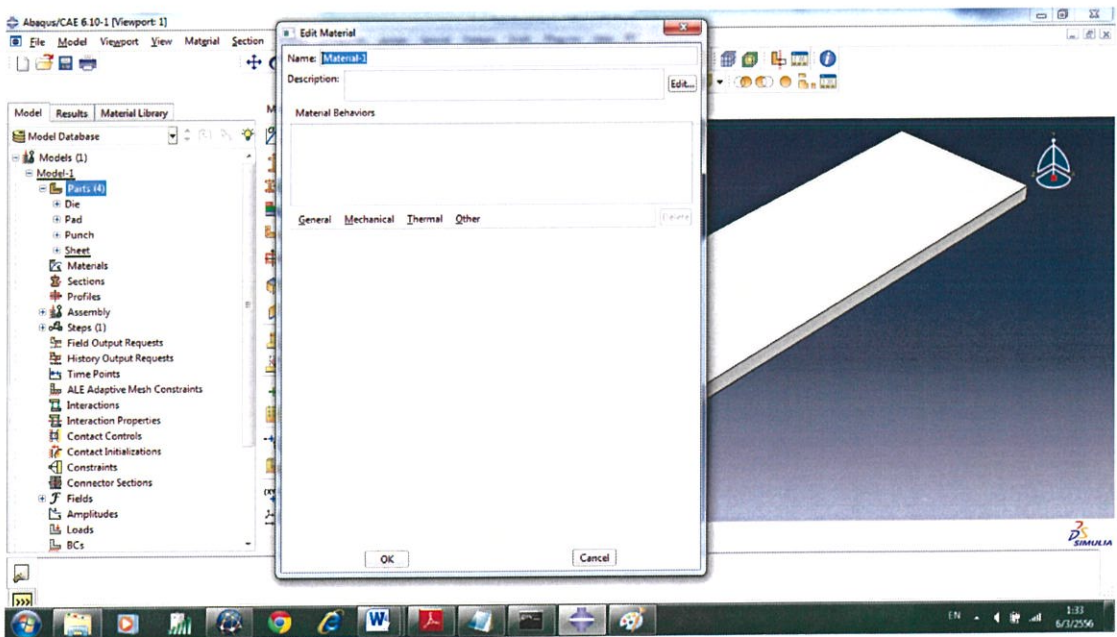 Abaqus/CAE 6.10-1 [Viewport: 1]
File Model Viewport View Material Section
Edit Material
Name: Material-1
Description:
Edit...
Material Behaviors
General Mechanical Thermal Other
Delete
OK Cancel
Model Results Material Library
Model Database
Models (1)
Model-1
Parts (4)
Die
Pad
Punch
Sheet
Materials
Sections
Profiles
Assembly
Steps (1)
Field Output Requests
History Output Requests
Time Points
ALE Adaptive Mesh Constraints
Interactions
Interaction Properties
Contact Controls
Contact Initializations
Constraints
Connector Sections
Fields
Amplitudes
Loads
BCs
SIMULIA
EN
1:33
6/3/2556